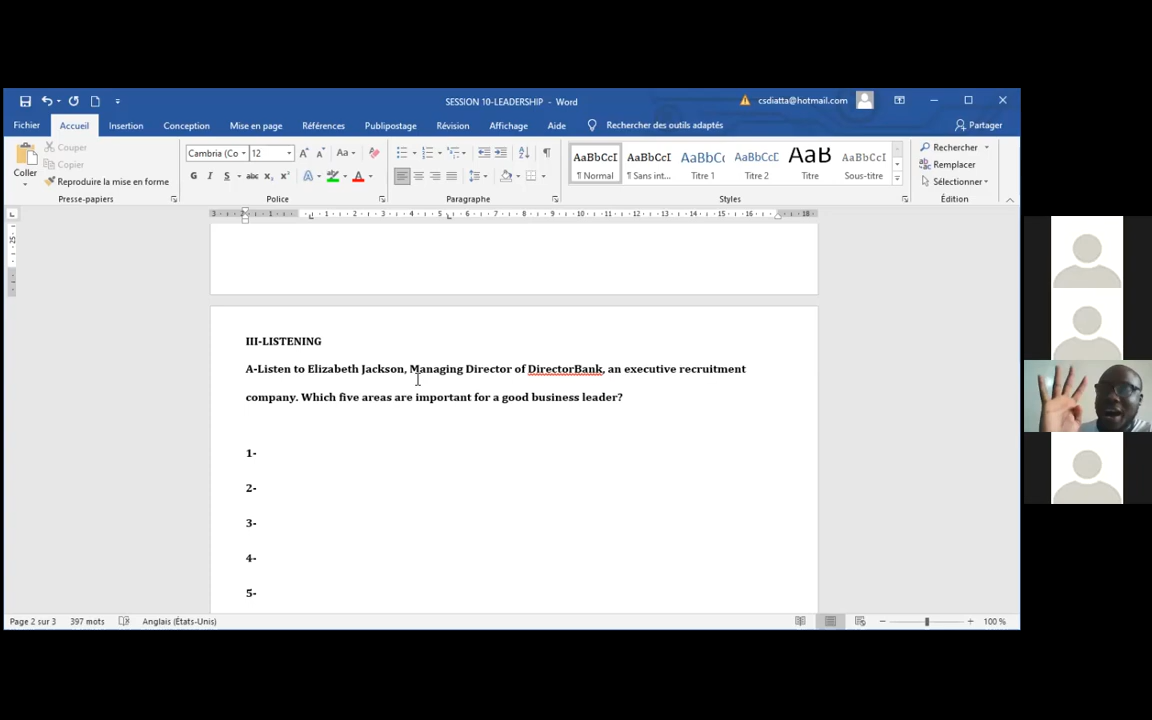 SESSION 10-LEADERSHIP - Word
csdiatta@hotmail.com
Fichier Accueil Insertion Conception Mise en page Références Publipostage Révision Affichage Aide Rechercher des outils adaptés Partager
Couper
Copier
Reproduire la mise en forme
Coller
Cambria (Co 12
G I S abc x₂ x²
AaBbCcI AaBbCcI AaBbCc AaBbCcE AaB AaBbCcI
¶ Normal ¶ Sans int... Titre 1 Titre 2 Titre Sous-titre
Rechercher
Remplacer
Sélectionner
Presse-papiers Police Paragraphe Styles Édition
III-LISTENING
A-Listen to Elizabeth Jackson, Managing Director of DirectorBank, an executive recruitment
company. Which five areas are important for a good business leader?
1-
2-
3-
4-
5-
Page 2 sur 3 397 mots Anglais (États-Unis) 100 %